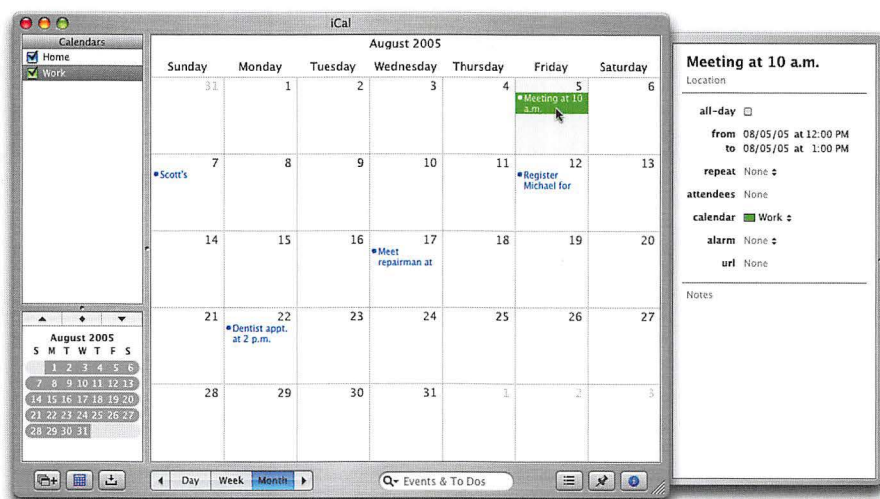 iCal
Calendars
Home
Work
August 2005
Sunday Monday Tuesday Wednesday Thursday Friday Saturday
31 1 2 3 4 5 6
Meeting at 10
a.m.
7 8 9 10 11 12 13
Scott's
Register
Michael for
14 15 16 17 18 19 20
Meet
repairman at
21 22 23 24 25 26 27
Dentist appt.
at 2 p.m.
28 29 30 31 1 2 3
August 2005
S M T W T F S
1 2 3 4 5 6
7 8 9 10 11 12 13
14 15 16 17 18 19 20
21 22 23 24 25 26 27
28 29 30 31
Day Week Month
Events & To Dos
Meeting at 10 a.m.
Location
all-day
from 08/05/05 at 12:00 PM
to 08/05/05 at 1:00 PM
repeat None
attendees None
calendar Work
alarm None
url None
Notes